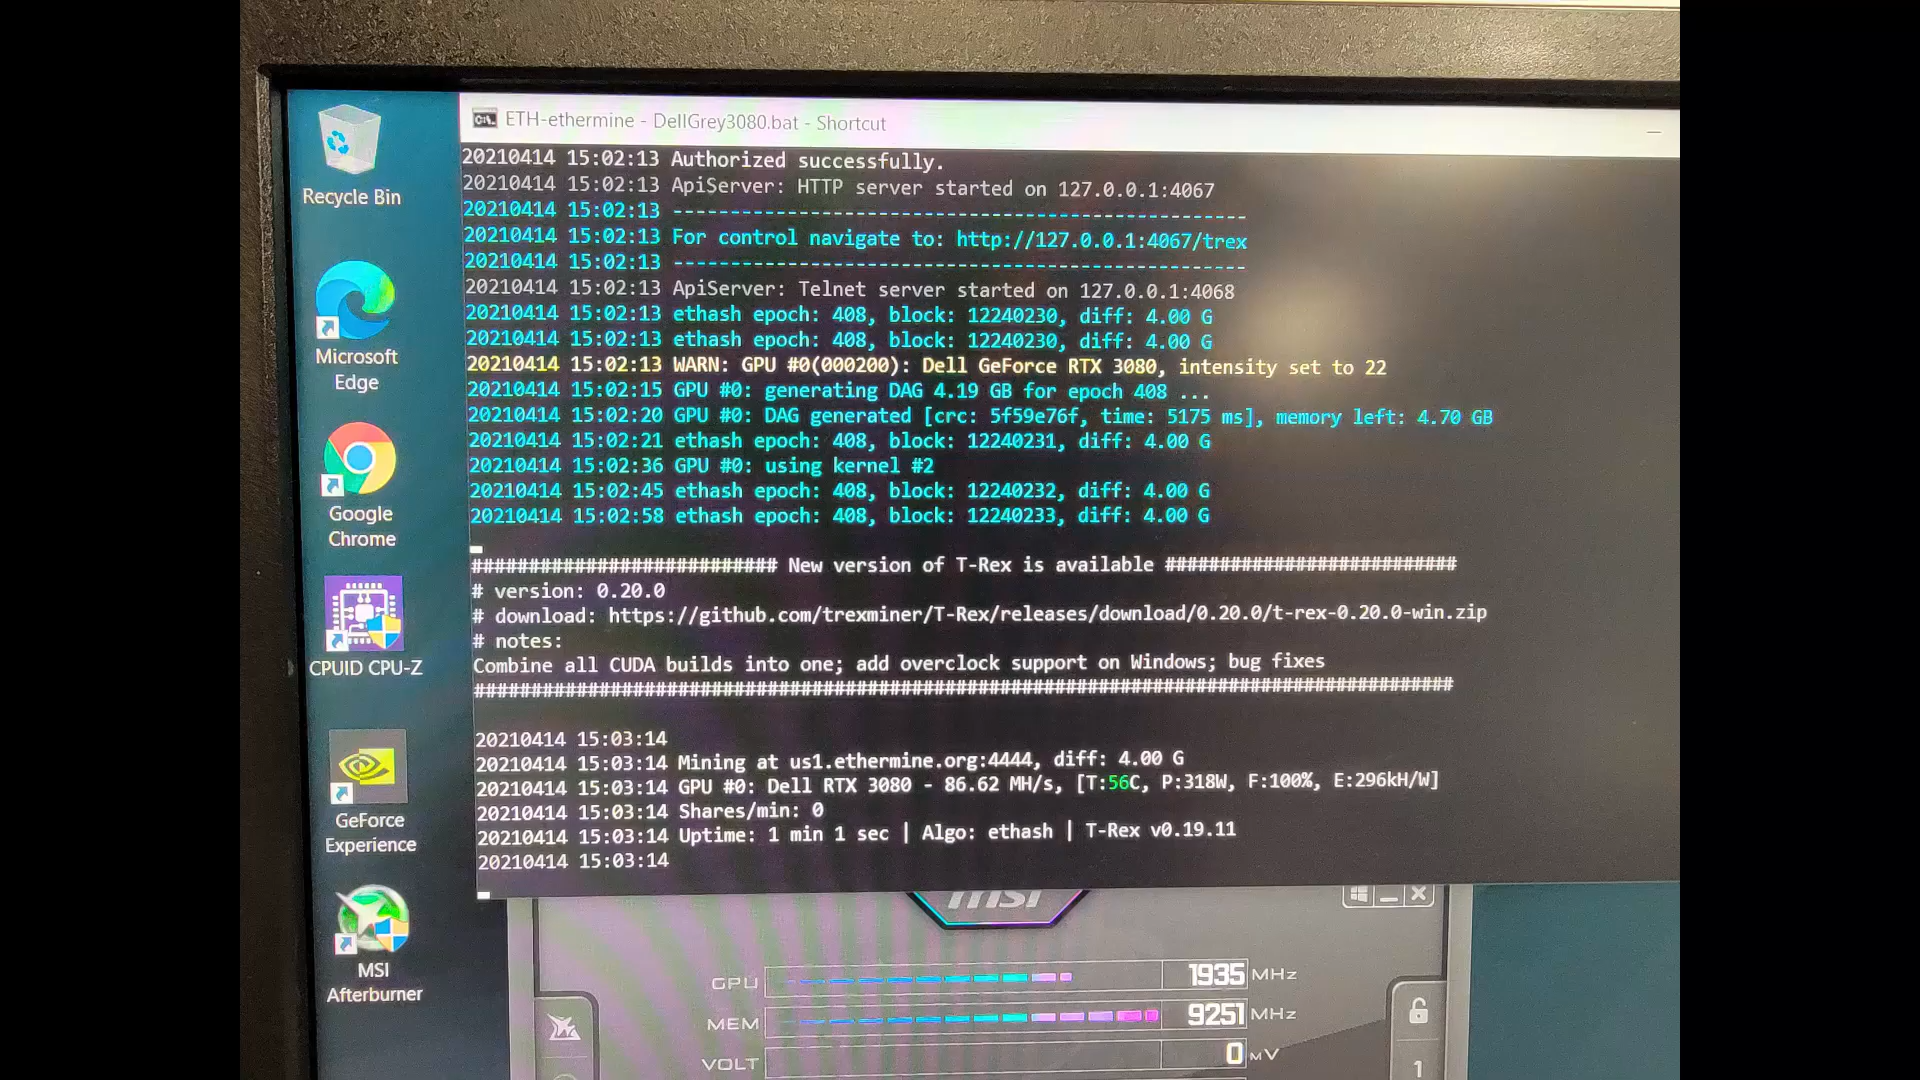 Recycle Bin
Microsoft
Edge
Google
Chrome
CPUID CPU-Z
GeForce
Experience
MSI
Afterburner
ETH-ethermine - DellGrey3080.bat - Shortcut
20210414 15:02:13 Authorized successfully.
20210414 15:02:13 ApiServer: HTTP server started on 127.0.0.1:4067
20210414 15:02:13 --------------------------------------------------
20210414 15:02:13 For control navigate to: http://127.0.0.1:4067/trex
20210414 15:02:13 --------------------------------------------------
20210414 15:02:13 ApiServer: Telnet server started on 127.0.0.1:4068
20210414 15:02:13 ethash epoch: 408, block: 12240230, diff: 4.00 G
20210414 15:02:13 ethash epoch: 408, block: 12240230, diff: 4.00 G
20210414 15:02:13 WARN: GPU #0(000200): Dell GeForce RTX 3080, intensity set to 22
20210414 15:02:15 GPU #0: generating DAG 4.19 GB for epoch 408 ...
20210414 15:02:20 GPU #0: DAG generated [crc: 5f59e76f, time: 5175 ms], memory left: 4.70 GB
20210414 15:02:21 ethash epoch: 408, block: 12240231, diff: 4.00 G
20210414 15:02:36 GPU #0: using kernel #2
20210414 15:02:45 ethash epoch: 408, block: 12240232, diff: 4.00 G
20210414 15:02:58 ethash epoch: 408, block: 12240233, diff: 4.00 G
########################### New version of T-Rex is available ##########################
# version: 0.20.0
# download: https://github.com/trexminer/T-Rex/releases/download/0.20.0/t-rex-0.20.0-win.zip
# notes:
Combine all CUDA builds into one; add overclock support on Windows; bug fixes
########################################################################################
20210414 15:03:14
20210414 15:03:14 Mining at us1.ethermine.org:4444, diff: 4.00 G
20210414 15:03:14 GPU #0: Dell RTX 3080 - 86.62 MH/s, [T:56C, P:318W, F:100%, E:296kH/W]
20210414 15:03:14 Shares/min: 0
20210414 15:03:14 Uptime: 1 min 1 sec | Algo: ethash | T-Rex v0.19.11
20210414 15:03:14
msi
GPU 1935 MHz
MEM 9251 MHz
VOLT 0 MV
1